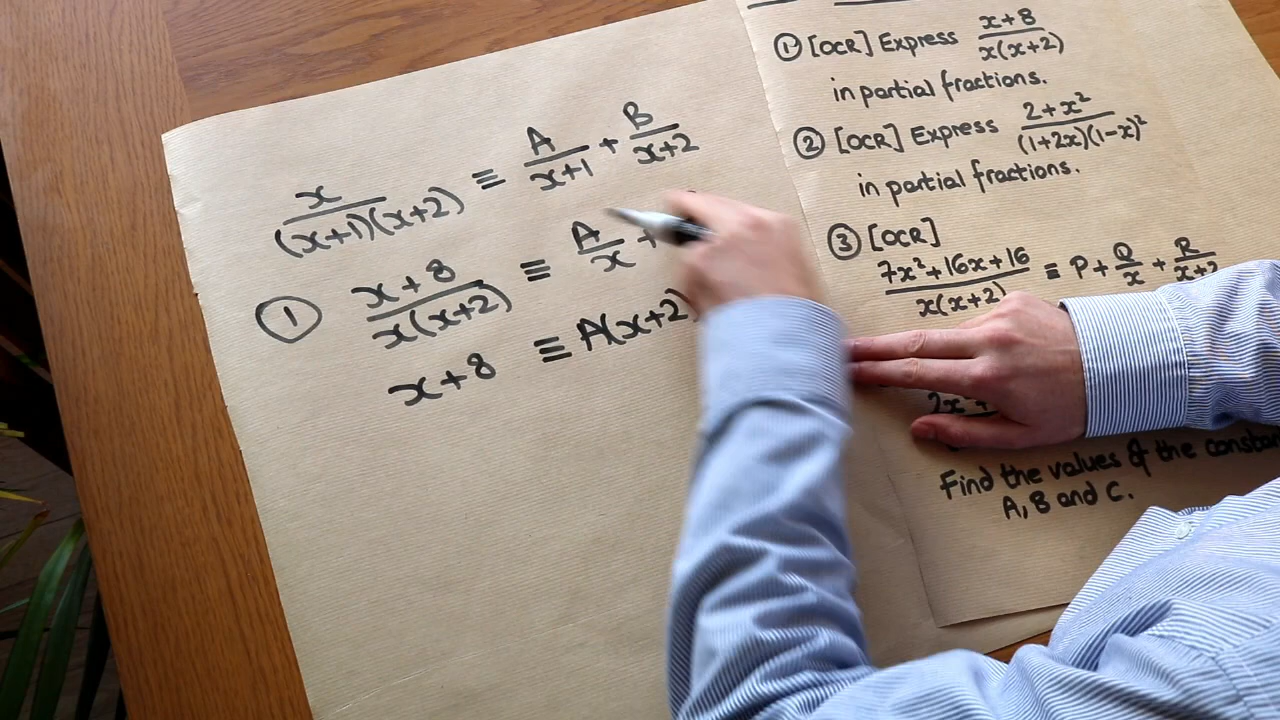 x/((x+1)(x+2)) ≡ A/(x+1) + B/(x+2)
① (x+8)/(x(x+2)) ≡ A/x +
x+8 ≡ A(x+2)
① [OCR] Express (x+8)/(x(x+2))
in partial fractions.
② [OCR] Express (2+x²)/((1+2x)(1-x)²)
in partial fractions.
③ [OCR]
(7x²+16x+16)/(x(x+2)) ≡ P + Q/x + R/(x+2)
Find the values of the
A, B and C.